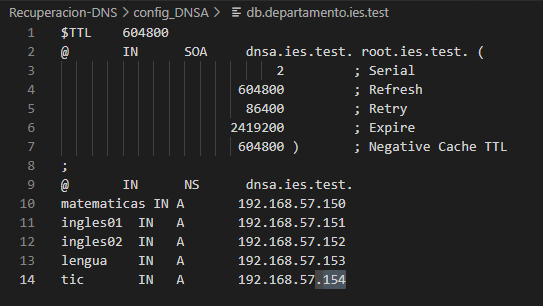 Recuperacion-DNS > config_DNSA > db.departamento.ies.test
1 $TTL 604800
2 @ IN SOA dnsa.ies.test. root.ies.test. (
3 2 ; Serial
4 604800 ; Refresh
5 86400 ; Retry
6 2419200 ; Expire
7 604800 ) ; Negative Cache TTL
8 ;
9 @ IN NS dnsa.ies.test.
10 matematicas IN A 192.168.57.150
11 ingles01 IN A 192.168.57.151
12 ingles02 IN A 192.168.57.152
13 lengua IN A 192.168.57.153
14 tic IN A 192.168.57.154